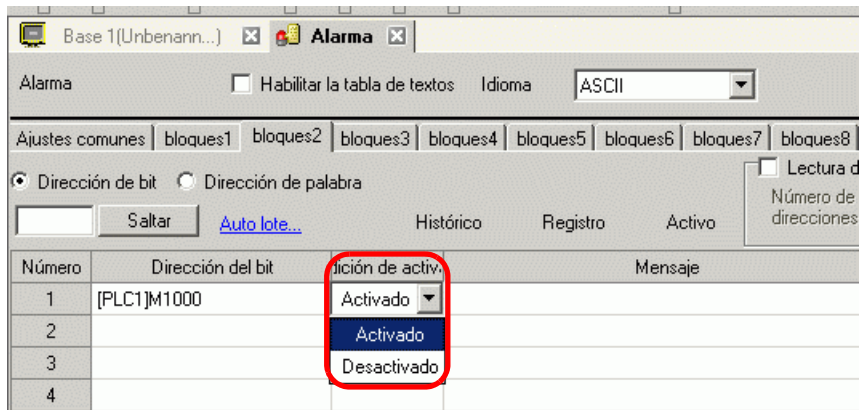 Base 1(Unbenann...) Alarma
Alarma Habilitar la tabla de textos Idioma ASCII
Ajustes comunes bloques1 bloques2 bloques3 bloques4 bloques5 bloques6 bloques7 bloques8
Dirección de bit Dirección de palabra Lectura d
Número de
direcciones
Saltar Auto lote... Histórico Registro Activo
Número Dirección del bit dición de activa Mensaje
1 [PLC1]M1000 Activado
2 Activado
3 Desactivado
4